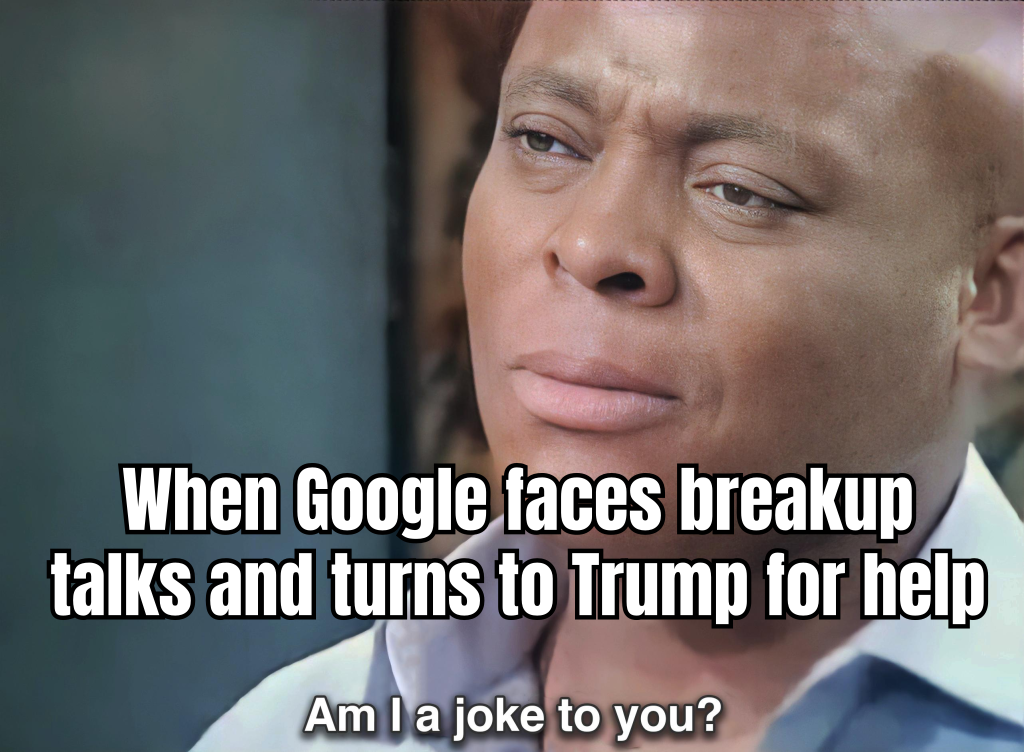 When Google faces breakup
talks and turns to Trump for help
Am I a joke to you?